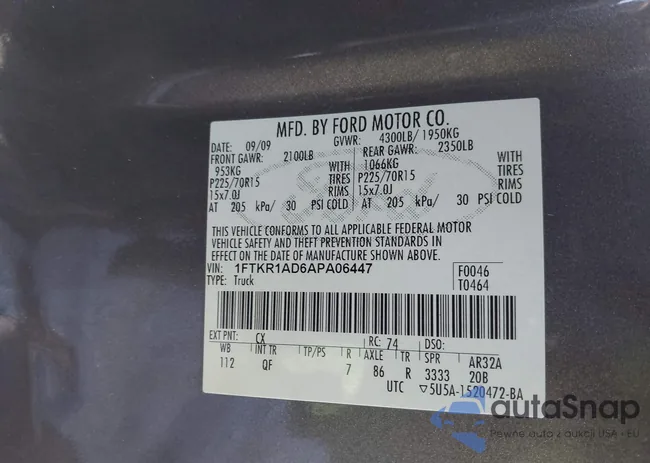 MFD. BY FORD MOTOR CO.
DATE: 09/09 GVWR: 4300LB/ 1950KG
FRONT GAWR: 2100LB REAR GAWR: 2350LB
953KG WITH 1066KG WITH
P225/70R15 TIRES P225/70R15 TIRES
15x7.0J RIMS 15x7.0J RIMS
AT 205 kPa/ 30 PSI COLD AT 205 kPa/ 30 PSI COLD
THIS VEHICLE CONFORMS TO ALL APPLICABLE FEDERAL MOTOR
VEHICLE SAFETY AND THEFT PREVENTION STANDARDS IN
EFFECT ON THE DATE OF MANUFACTURE SHOWN ABOVE.
VIN: 1FTKR1AD6APA06447 F0046
TYPE: Truck T0464
EXT PNT: CX RC: 74 DSO:
WB INT TR TP/PS R AXLE TR SPR AR32A
112 QF 7 86 R 3333 20B
UTC ▽5U5A-1520472-BA
autaSnap
Pewne auta z aukcji USA - EU